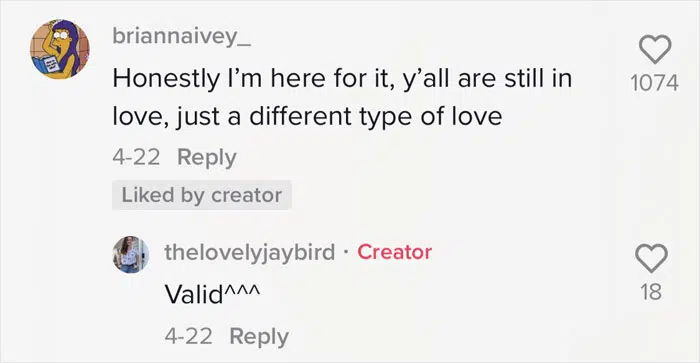 briannaivey_
Honestly I’m here for it, y’all are still in
love, just a different type of love
1074
4-22 Reply
Liked by creator
thelovelyjaybird · Creator
Valid^^^
18
4-22 Reply